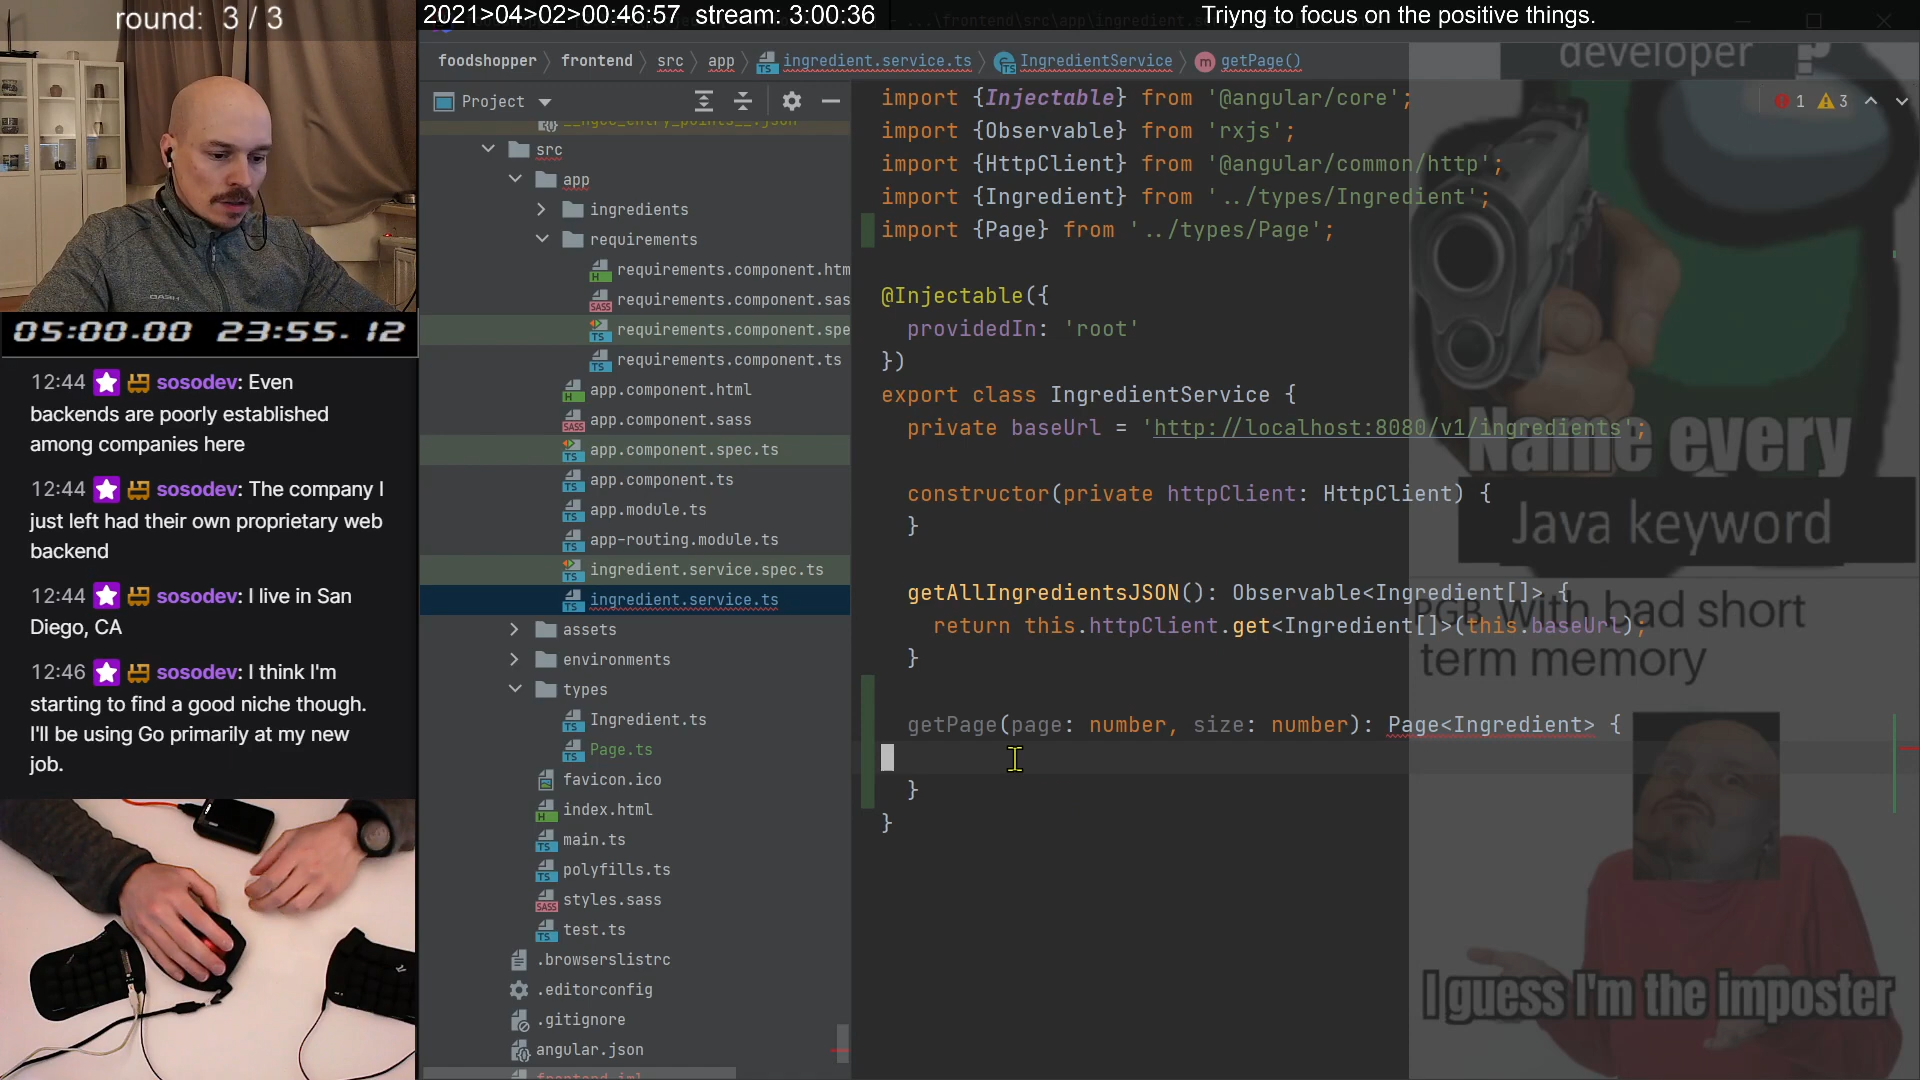 round: 3 / 3
2021>04>02>00:46:57 stream: 3:00:36
Triyng to focus on the positive things.
foodshopper
frontend
src
app
ingredient.service.ts
IngredientService
m
getPage()
Project
1
3
05:00.00 23:55.12
12:44 sosodev: Even
backends are poorly established
among companies here
12:44 sosodev: The company I
just left had their own proprietary web
backend
12:44 sosodev: I live in San
Diego, CA
12:46 sosodev: I think I'm
starting to find a good niche though.
I'll be using Go primarily at my new
job.
__ngcc_entry_points__.json
src
app
ingredients
requirements
requirements.component.htm
requirements.component.sas
requirements.component.spe
requirements.component.ts
app.component.html
app.component.sass
app.component.spec.ts
app.component.ts
app.module.ts
app-routing.module.ts
ingredient.service.spec.ts
ingredient.service.ts
assets
environments
types
Ingredient.ts
Page.ts
favicon.ico
index.html
main.ts
polyfills.ts
styles.sass
test.ts
.browserslistrc
.editorconfig
.gitignore
angular.json
frontend.iml
import {Injectable} from '@angular/core';
import {Observable} from 'rxjs';
import {HttpClient} from '@angular/common/http';
import {Ingredient} from '../types/Ingredient';
import {Page} from '../types/Page';
@Injectable({
providedIn: 'root'
})
export class IngredientService {
private baseUrl = 'http://localhost:8080/v1/ingredients';
constructor(private httpClient: HttpClient) {
}
getAllIngredientsJSON(): Observable<Ingredient[]> {
return this.httpClient.get<Ingredient[]>(this.baseUrl);
}
getPage(page: number, size: number): Page<Ingredient> {
}
}
developer ?
Name every
Java keyword
RGB With bad short
term memory
I guess I'm the imposter